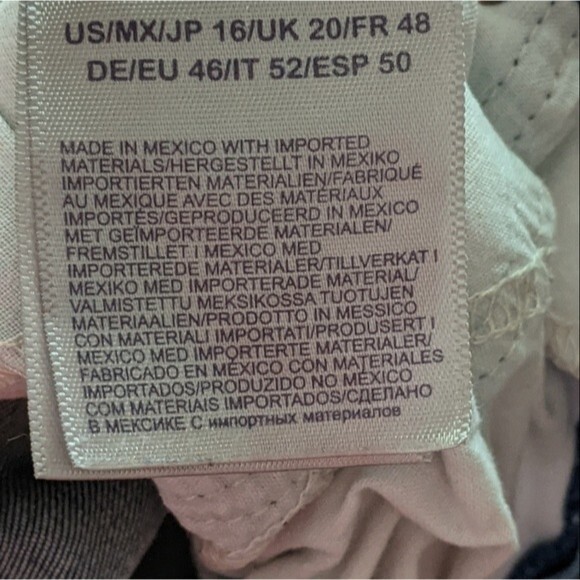 US/MX/JP 16/UK 20/FR 48
DE/EU 46/IT 52/ESP 50
MADE IN MEXICO WITH IMPORTED
MATERIALS/HERGESTELLT IN MEXIKO
IMPORTIERTEN MATERIALIEN/FABRIQUÉ
AU MEXIQUE AVEC DES MATÉRIAUX
IMPORTÉS/GEPRODUCEERD IN MEXICO
MET GEÏMPORTEERDE MATERIALEN/
FREMSTILLET I MEXICO MED
IMPORTEREDE MATERIALER/TILLVERKAT I
MEXIKO MED IMPORTERADE MATERIAL/
VALMISTETTU MEKSIKOSSA TUOTUJEN
MATERIAALIEN/PRODOTTO IN MESSICO
CON MATERIALI IMPORTATI/PRODUSERT I
MEXICO MED IMPORTERTE MATERIALER/
FABRICADO EN MÉXICO CON MATERIALES
IMPORTADOS/PRODUZIDO NO MÉXICO
COM MATERIAIS IMPORTADOS/СДЕЛАНО
В МЕКСИКЕ С импортных материалов